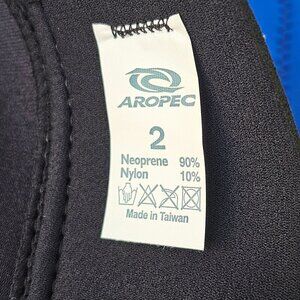 AROPEC
2
Neoprene 90%
Nylon 10%
Made in Taiwan